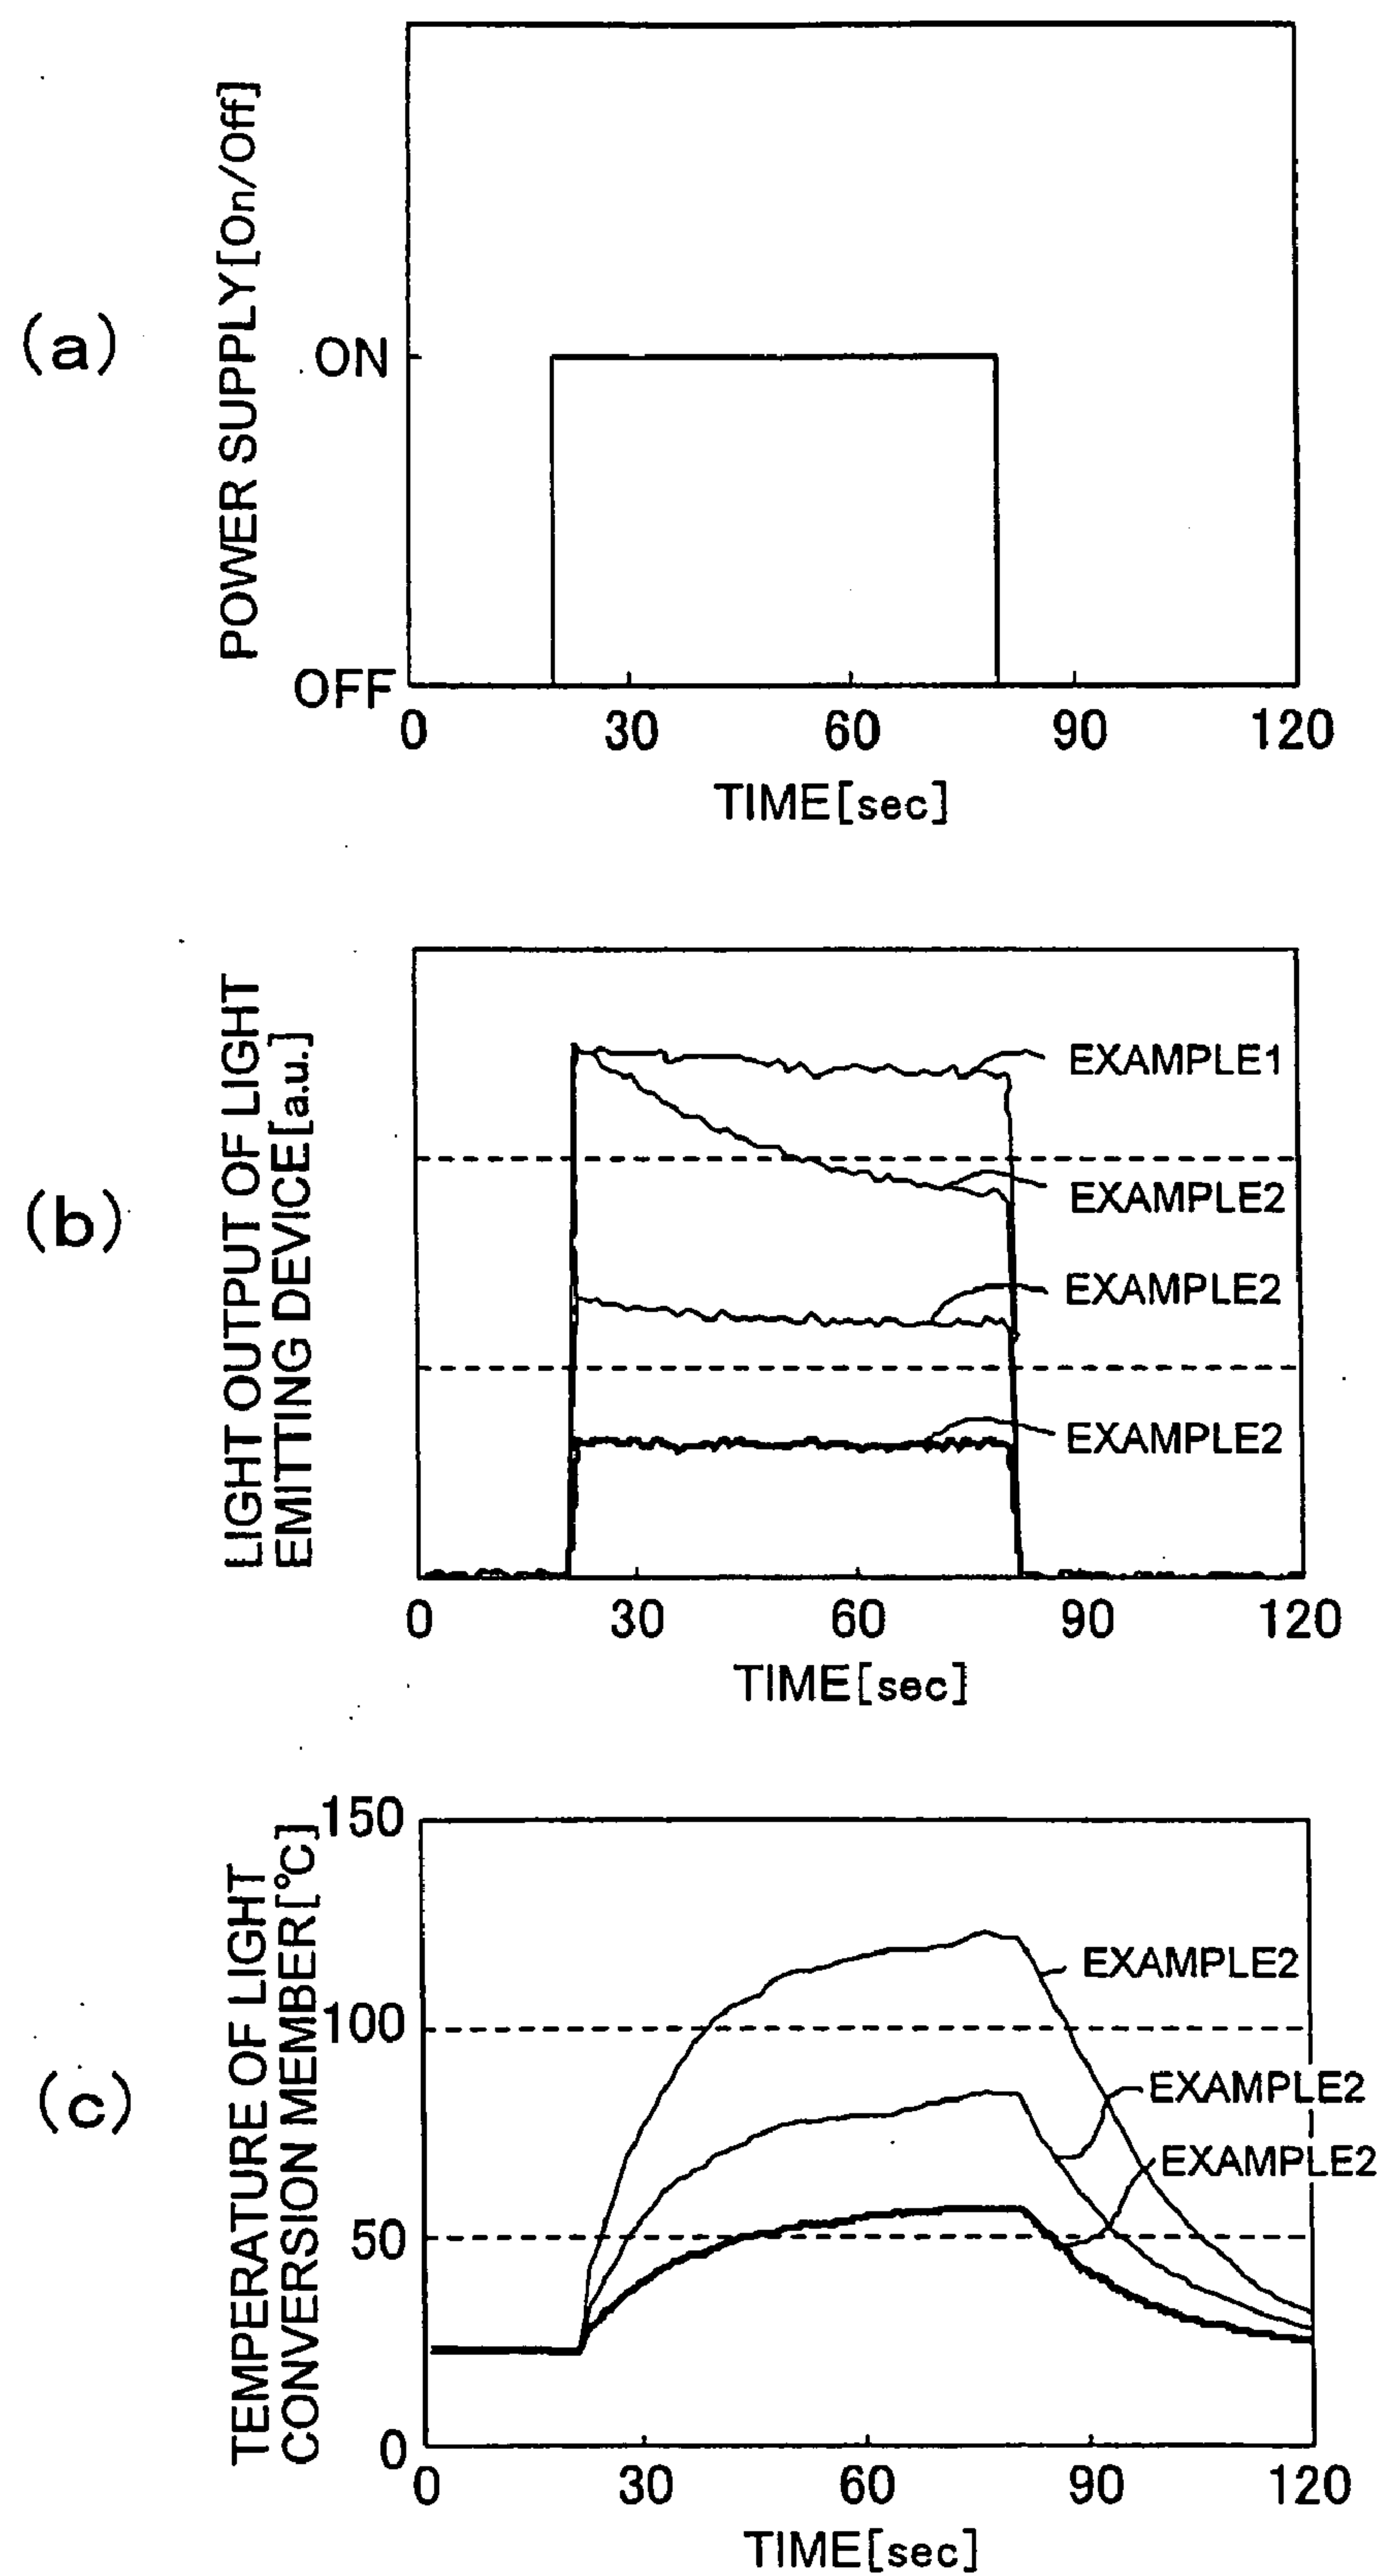 (a)
POWER SUPPLY[On/Off]
ON
OFF
0 30 60 90 120
TIME[sec]
(b)
LIGHT OUTPUT OF LIGHT
EMITTING DEVICE[a.u.]
EXAMPLE1
EXAMPLE2
EXAMPLE2
EXAMPLE2
0 30 60 90 120
TIME[sec]
(c)
TEMPERATURE OF LIGHT
CONVERSION MEMBER[°C]
150
100
50
0
EXAMPLE2
EXAMPLE2
EXAMPLE2
0 30 60 90 120
TIME[sec]